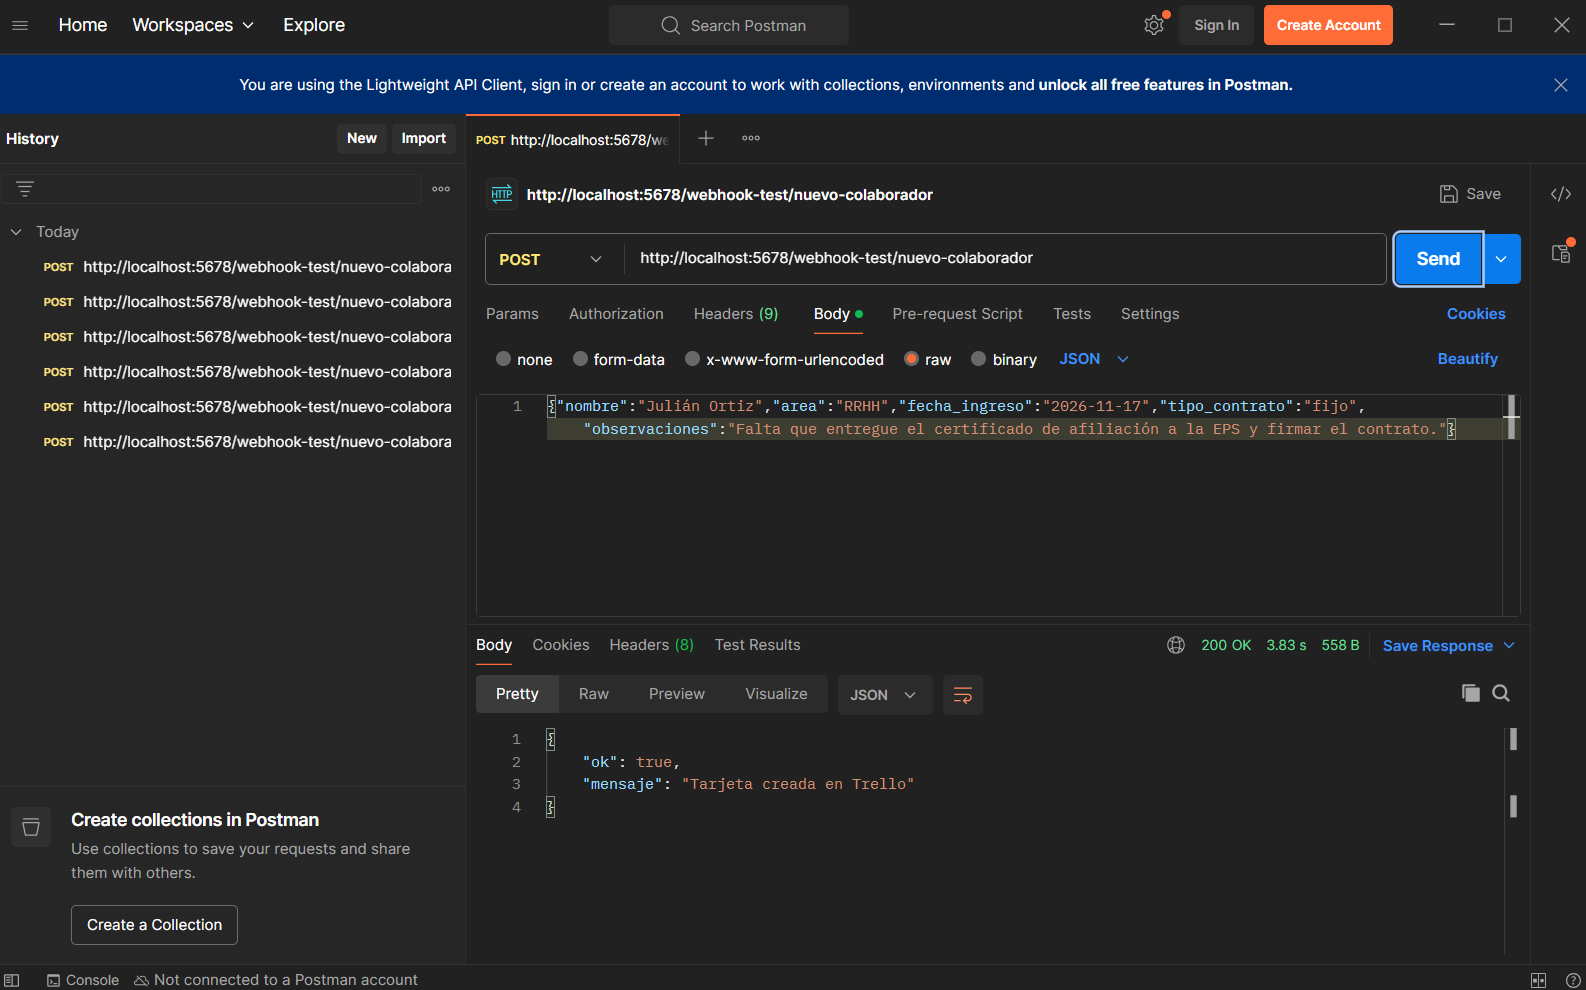 Home
Workspaces
Explore
Search Postman
Sign In
Create Account
You are using the Lightweight API Client, sign in or create an account to work with collections, environments and unlock all free features in Postman.
History
New
Import
Today
POST http://localhost:5678/webhook-test/nuevo-colabora
POST http://localhost:5678/webhook-test/nuevo-colabora
POST http://localhost:5678/webhook-test/nuevo-colabora
POST http://localhost:5678/webhook-test/nuevo-colabora
POST http://localhost:5678/webhook-test/nuevo-colabora
POST http://localhost:5678/webhook-test/nuevo-colabora
Create collections in Postman
Use collections to save your requests and share
them with others.
Create a Collection
POST http://localhost:5678/we
HTTP http://localhost:5678/webhook-test/nuevo-colaborador
Save
POST
http://localhost:5678/webhook-test/nuevo-colaborador
Send
Params Authorization Headers (9) Body Pre-request Script Tests Settings
Cookies
none form-data x-www-form-urlencoded raw binary JSON
Beautify
1 {"nombre":"Julián Ortiz","area":"RRHH","fecha_ingreso":"2026-11-17","tipo_contrato":"fijo",
"observaciones":"Falta que entregue el certificado de afiliación a la EPS y firmar el contrato."}
Body Cookies Headers (8) Test Results
200 OK 3.83 s 558 B Save Response
Pretty Raw Preview Visualize JSON
1 {
2 "ok": true,
3 "mensaje": "Tarjeta creada en Trello"
4 }
Console
Not connected to a Postman account